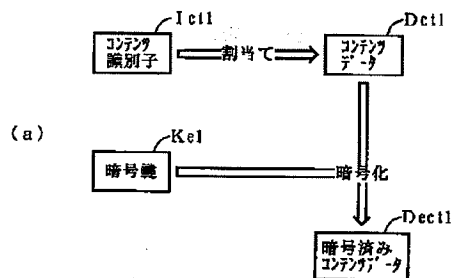 Ict1
Dct1
コンテンツ
識別子
割当て
コンテンツ
データ
(a)
Ke1
暗号鍵
暗号化
Dect1
暗号済み
コンテンツデータ